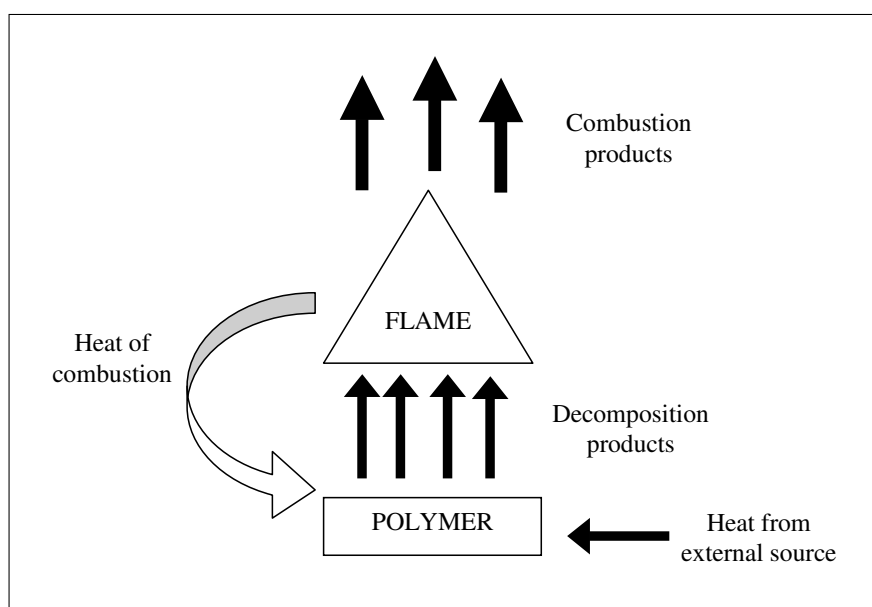 Combustion
products
FLAME
Heat of
combustion
Decomposition
products
POLYMER
Heat from
external source